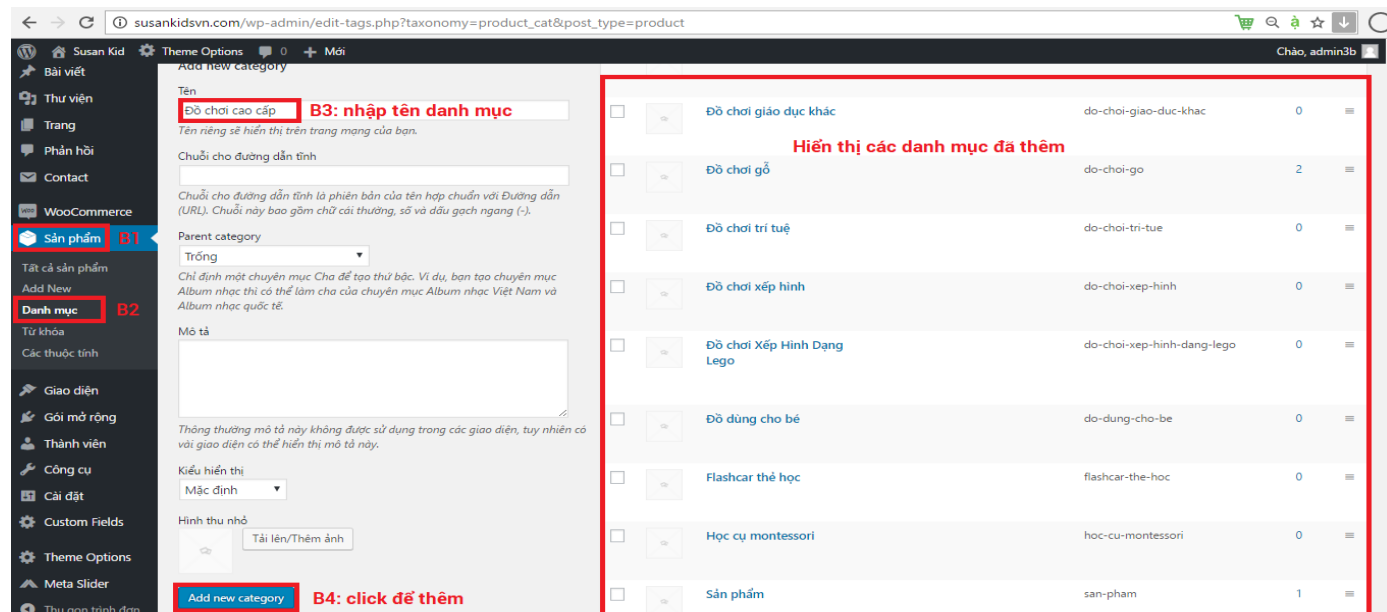 susankidsvn.com/wp-admin/edit-tags.php?taxonomy=product_cat&post_type=product
Susan Kid
Theme Options
0
Mới
Chào, admin3b
Bài viết
Thư viện
Trang
Phản hồi
Contact
WooCommerce
Sản phẩm
B1
Tất cả sản phẩm
Add New
Danh mục
B2
Từ khóa
Các thuộc tính
Giao diện
Gói mở rộng
Thành viên
Công cụ
Cài đặt
Custom Fields
Theme Options
Meta Slider
Thu gọn trình đơn
Add new category
Tên
Đồ chơi cao cấp
B3: nhập tên danh mục
Tên riêng sẽ hiển thị trên trang mạng của bạn.
Chuỗi cho đường dẫn tĩnh
Chuỗi cho đường dẫn tĩnh là phiên bản của tên hợp chuẩn với Đường dẫn
(URL). Chuỗi này bao gồm chữ cái thường, số và dấu gạch ngang (-).
Parent category
Trống
Chỉ định một chuyên mục Cha để tạo thứ bậc. Ví dụ, bạn tạo chuyên mục
Album nhạc thì có thể làm cha của chuyên mục Album nhạc Việt Nam và
Album nhạc quốc tế.
Mô tả
Thông thường mô tả này không được sử dụng trong các giao diện, tuy nhiên có
vài giao diện có thể hiển thị mô tả này.
Kiểu hiển thị
Mặc định
Hình thu nhỏ
Tải lên/Thêm ảnh
Add new category
B4: click để thêm
Đồ chơi giáo dục khác do-choi-giao-duc-khac 0
Hiển thị các danh mục đã thêm
Đồ chơi gỗ do-choi-go 2
Đồ chơi trí tuệ do-choi-tri-tue 0
Đồ chơi xếp hình do-choi-xep-hinh 0
Đồ chơi Xếp Hình Dạng do-choi-xep-hinh-dang-lego 0
Lego
Đồ dùng cho bé do-dung-cho-be 0
Flashcar thẻ học flashcar-the-hoc 0
Học cụ montessori hoc-cu-montessori 0
Sản phẩm san-pham 1